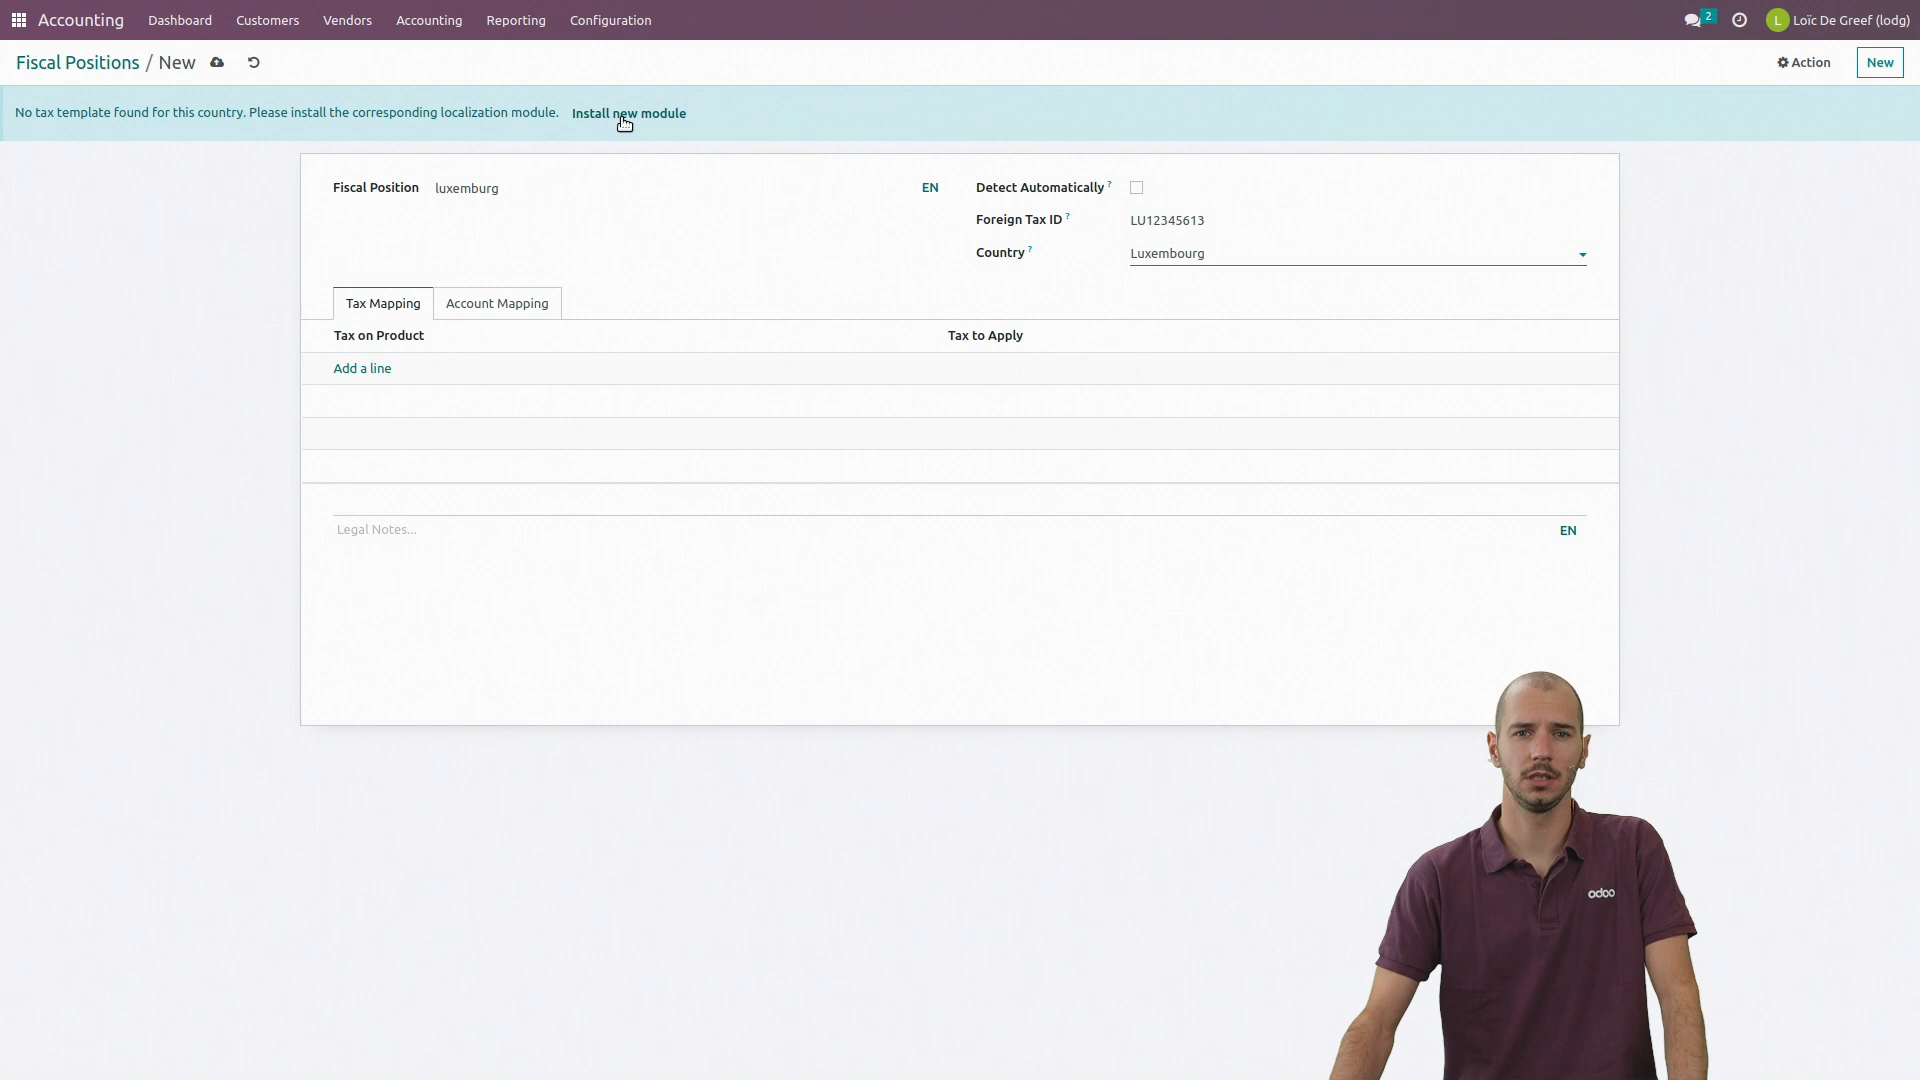 Accounting Dashboard Customers Vendors Accounting Reporting Configuration 2 L Loïc De Greef (lodg)
Fiscal Positions / New Action New
No tax template found for this country. Please install the corresponding localization module. Install new module
Fiscal Position luxemburg EN Detect Automatically ?
Foreign Tax ID ? LU12345613
Country ? Luxembourg
Tax Mapping Account Mapping
Tax on Product Tax to Apply
Add a line
Legal Notes... EN
odoo